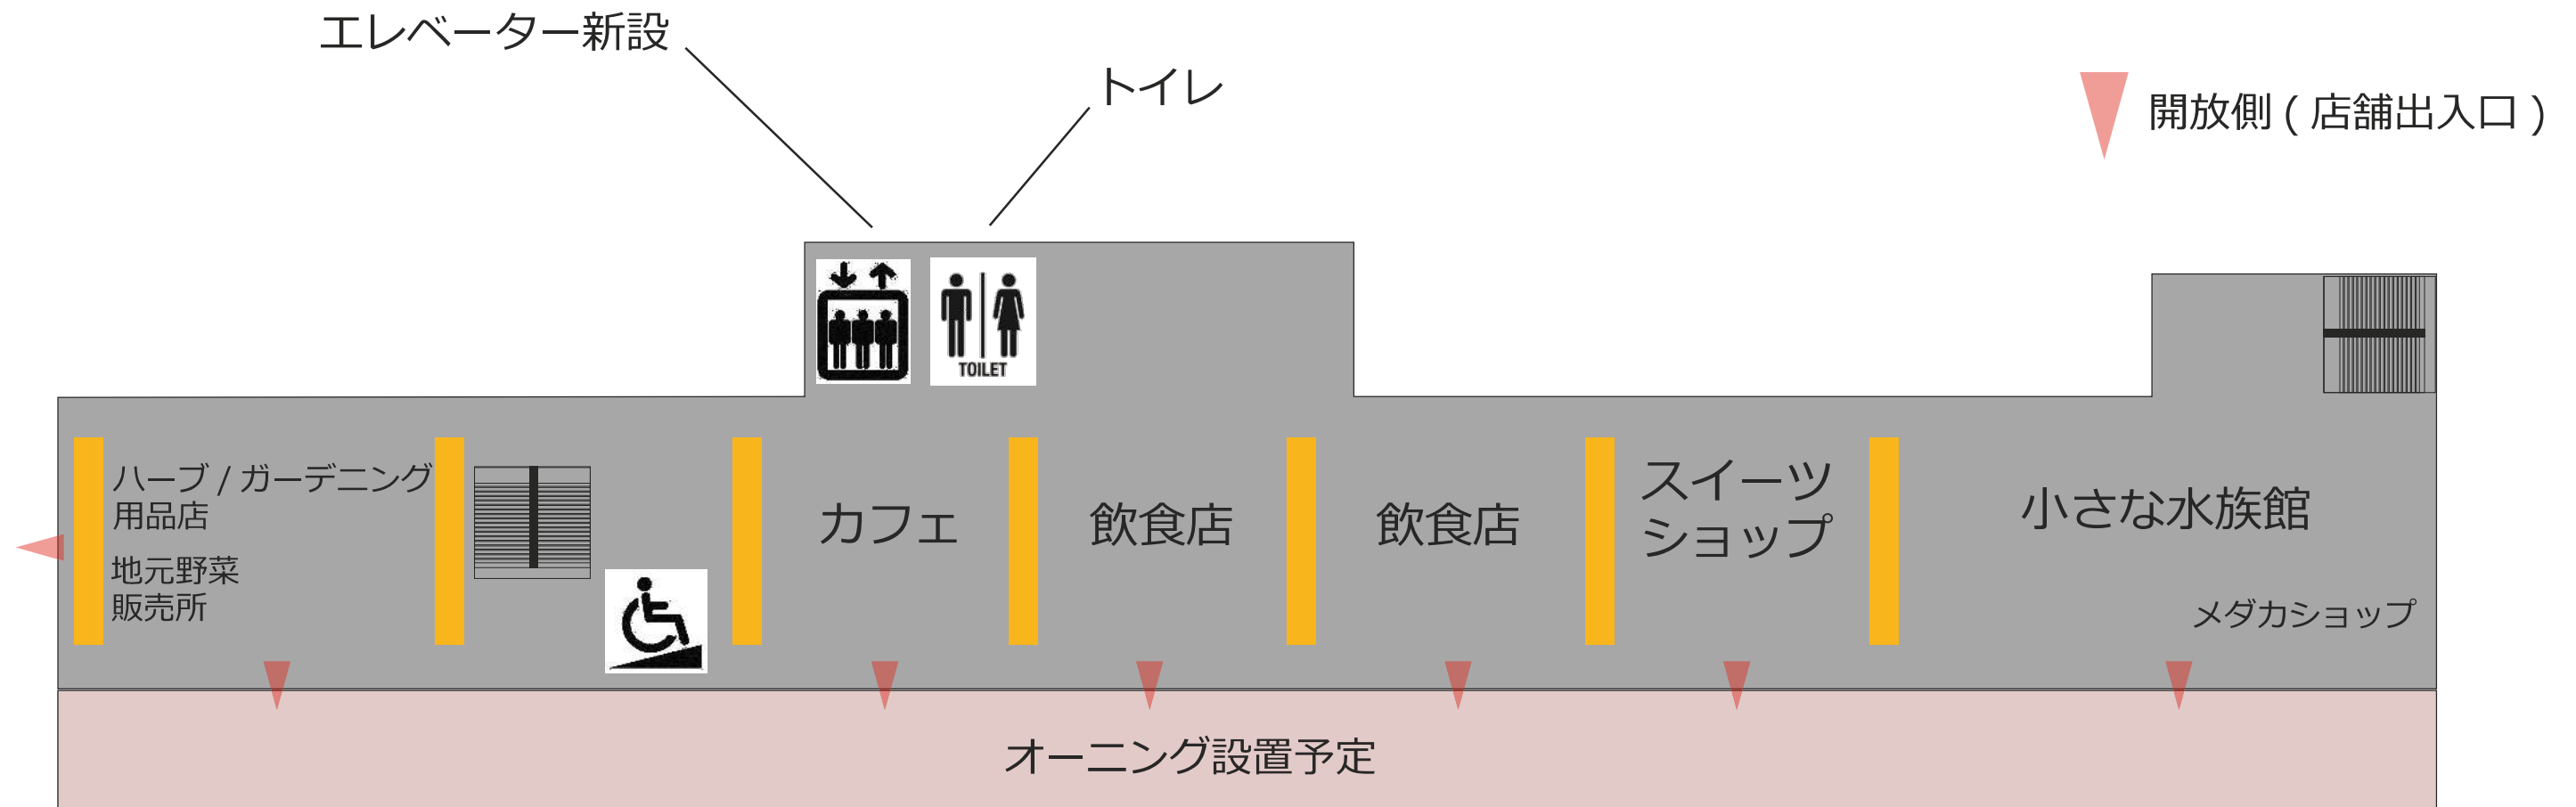 エレベーター新設
トイレ
開放側 ( 店舗出入口 )
TOILET
ハーブ / ガーデニング
用品店
地元野菜
販売所
カフェ
飲食店
飲食店
スイーツ
ショップ
小さな水族館
メダカショップ
オーニング設置予定